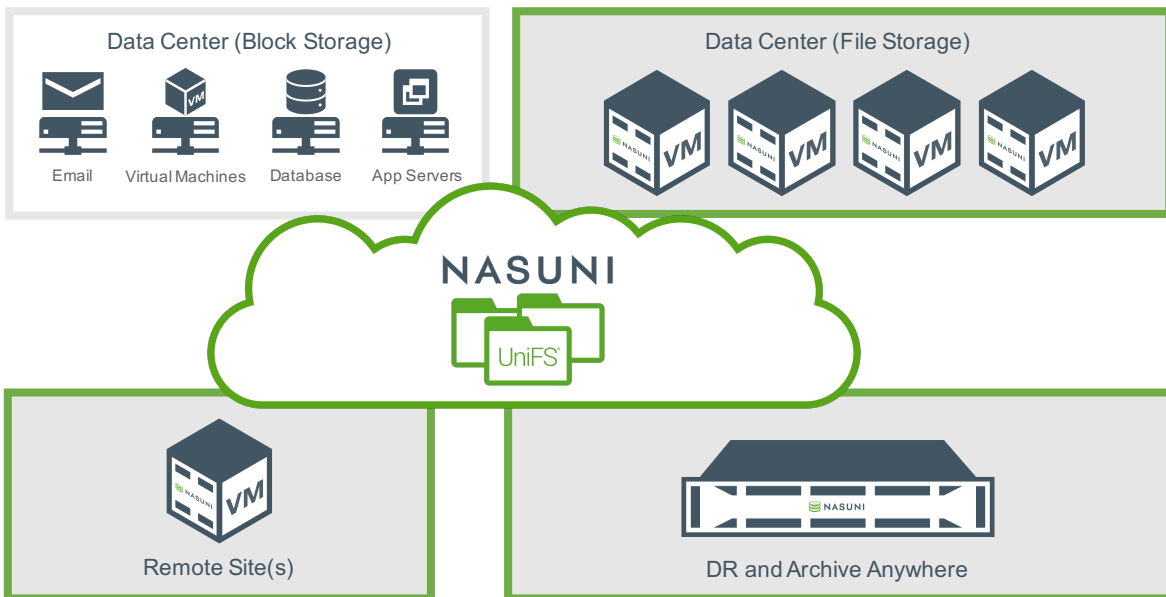 Data Center (Block Storage)
VM
Email
Virtual Machines
Database
App Servers
Data Center (File Storage)
NASUNI
VM
NASUNI
VM
NASUNI
VM
NASUNI
VM
NASUNI
UniFS®
NASUNI
VM
Remote Site(s)
NASUNI
DR and Archive Anywhere